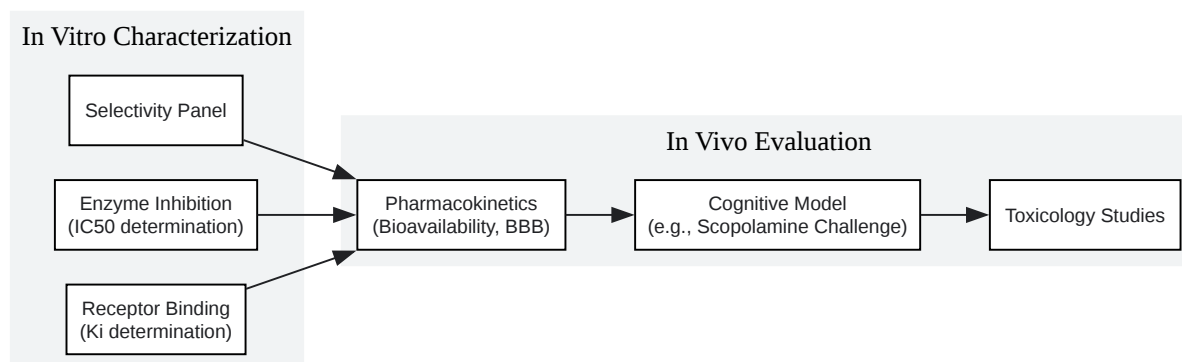 In Vitro Characterization
Selectivity Panel
Enzyme Inhibition
(IC50 determination)
Receptor Binding
(Ki determination)
In Vivo Evaluation
Pharmacokinetics
(Bioavailability, BBB)
Cognitive Model
(e.g., Scopolamine Challenge)
Toxicology Studies